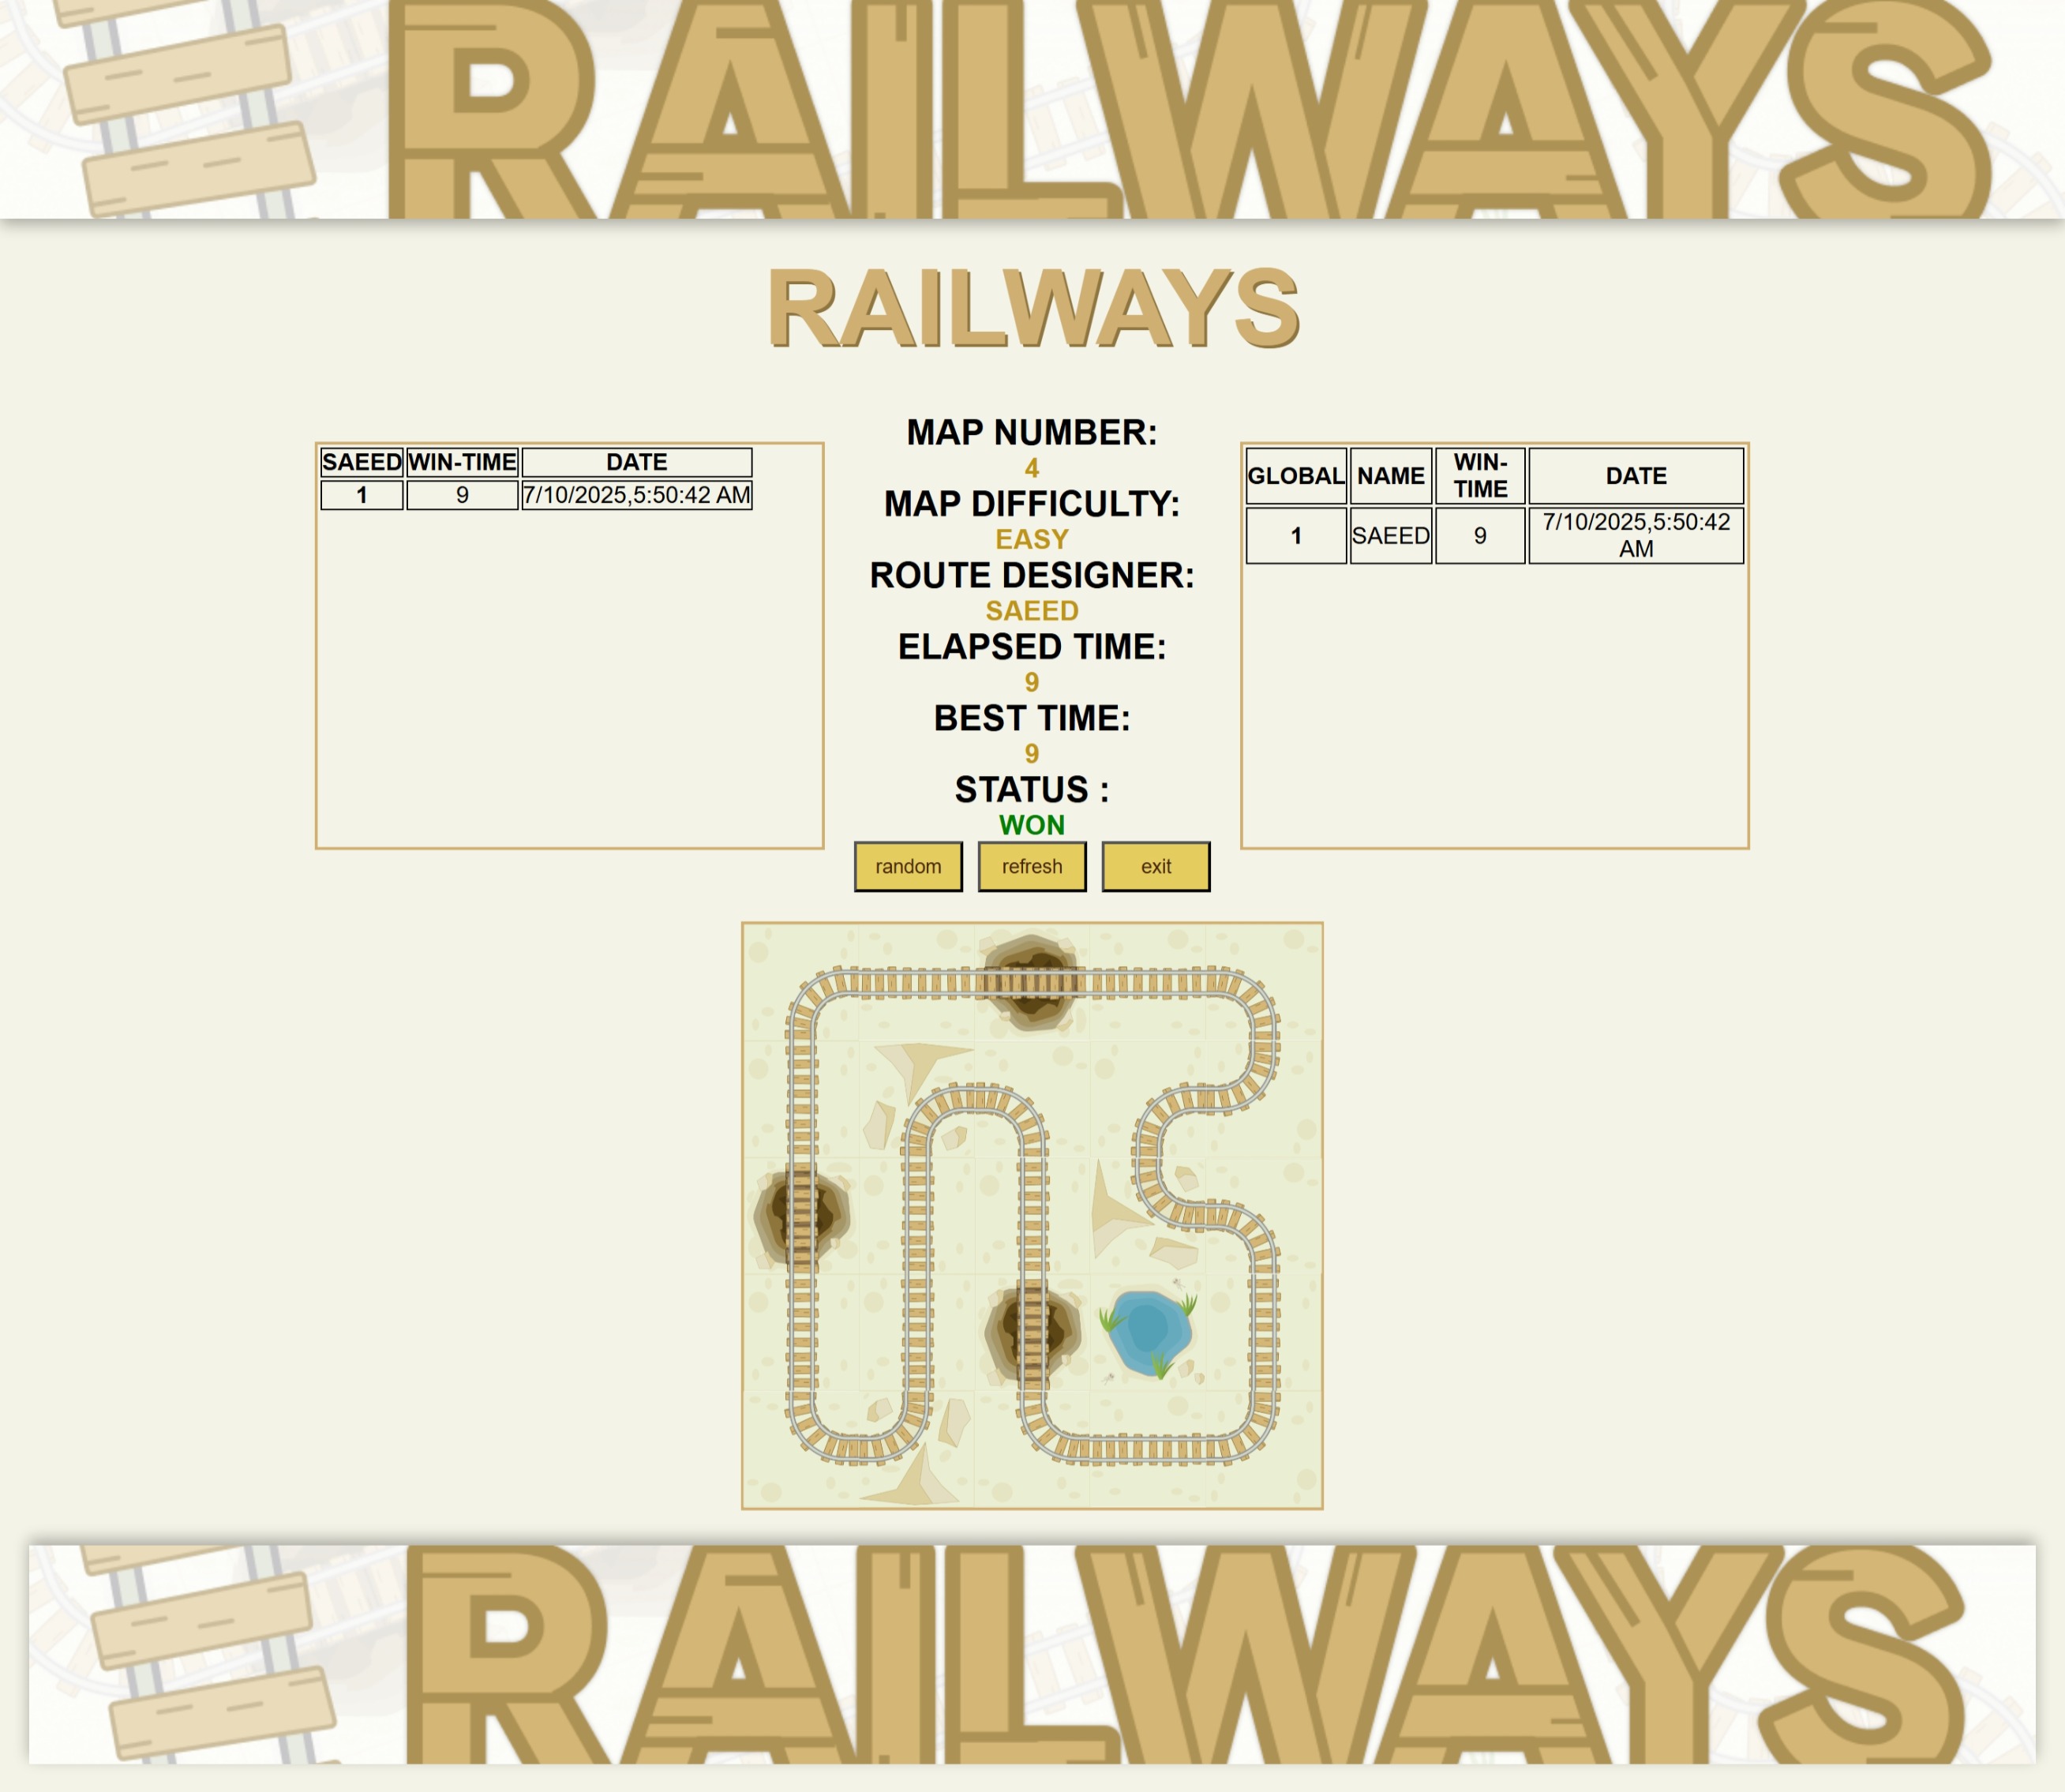 RAILWAYS
RAILWAYS
SAEED WIN-TIME DATE
1 9 7/10/2025,5:50:42 AM
MAP NUMBER:
4
MAP DIFFICULTY:
EASY
ROUTE DESIGNER:
SAEED
ELAPSED TIME:
9
BEST TIME:
9
STATUS :
WON
random refresh exit
GLOBAL NAME WIN-
TIME DATE
1 SAEED 9 7/10/2025,5:50:42
AM
RAILWAYS